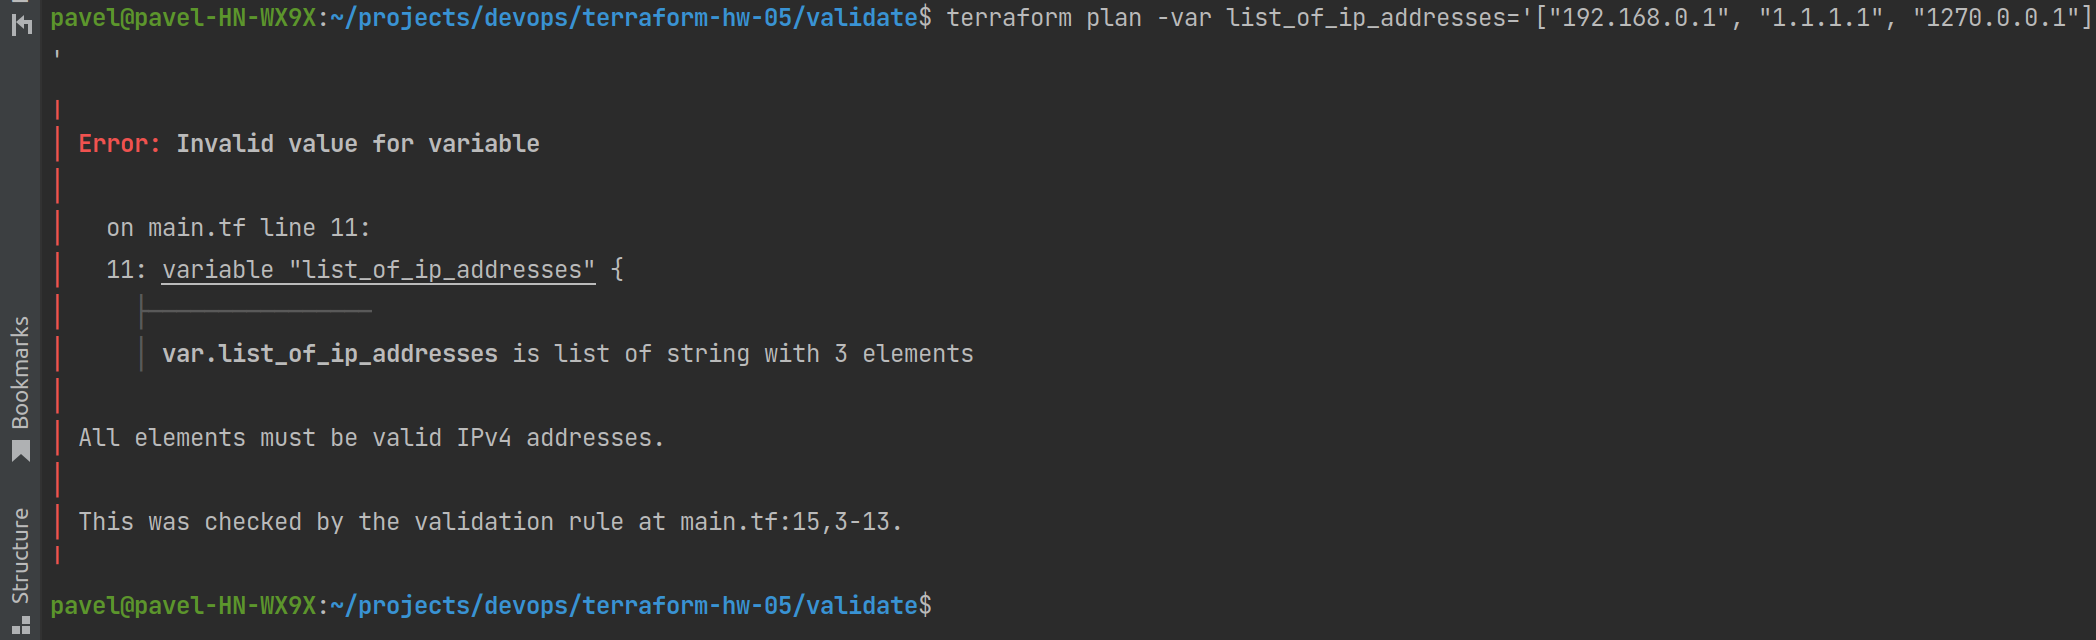 pavel@pavel-HN-WX9X:~/projects/devops/terraform-hw-05/validate$ terraform plan -var list_of_ip_addresses='["192.168.0.1", "1.1.1.1", "1270.0.0.1"]
'
Error: Invalid value for variable
on main.tf line 11:
11: variable "list_of_ip_addresses" {
var.list_of_ip_addresses is list of string with 3 elements
All elements must be valid IPv4 addresses.
This was checked by the validation rule at main.tf:15,3-13.
pavel@pavel-HN-WX9X:~/projects/devops/terraform-hw-05/validate$
Bookmarks
Structure